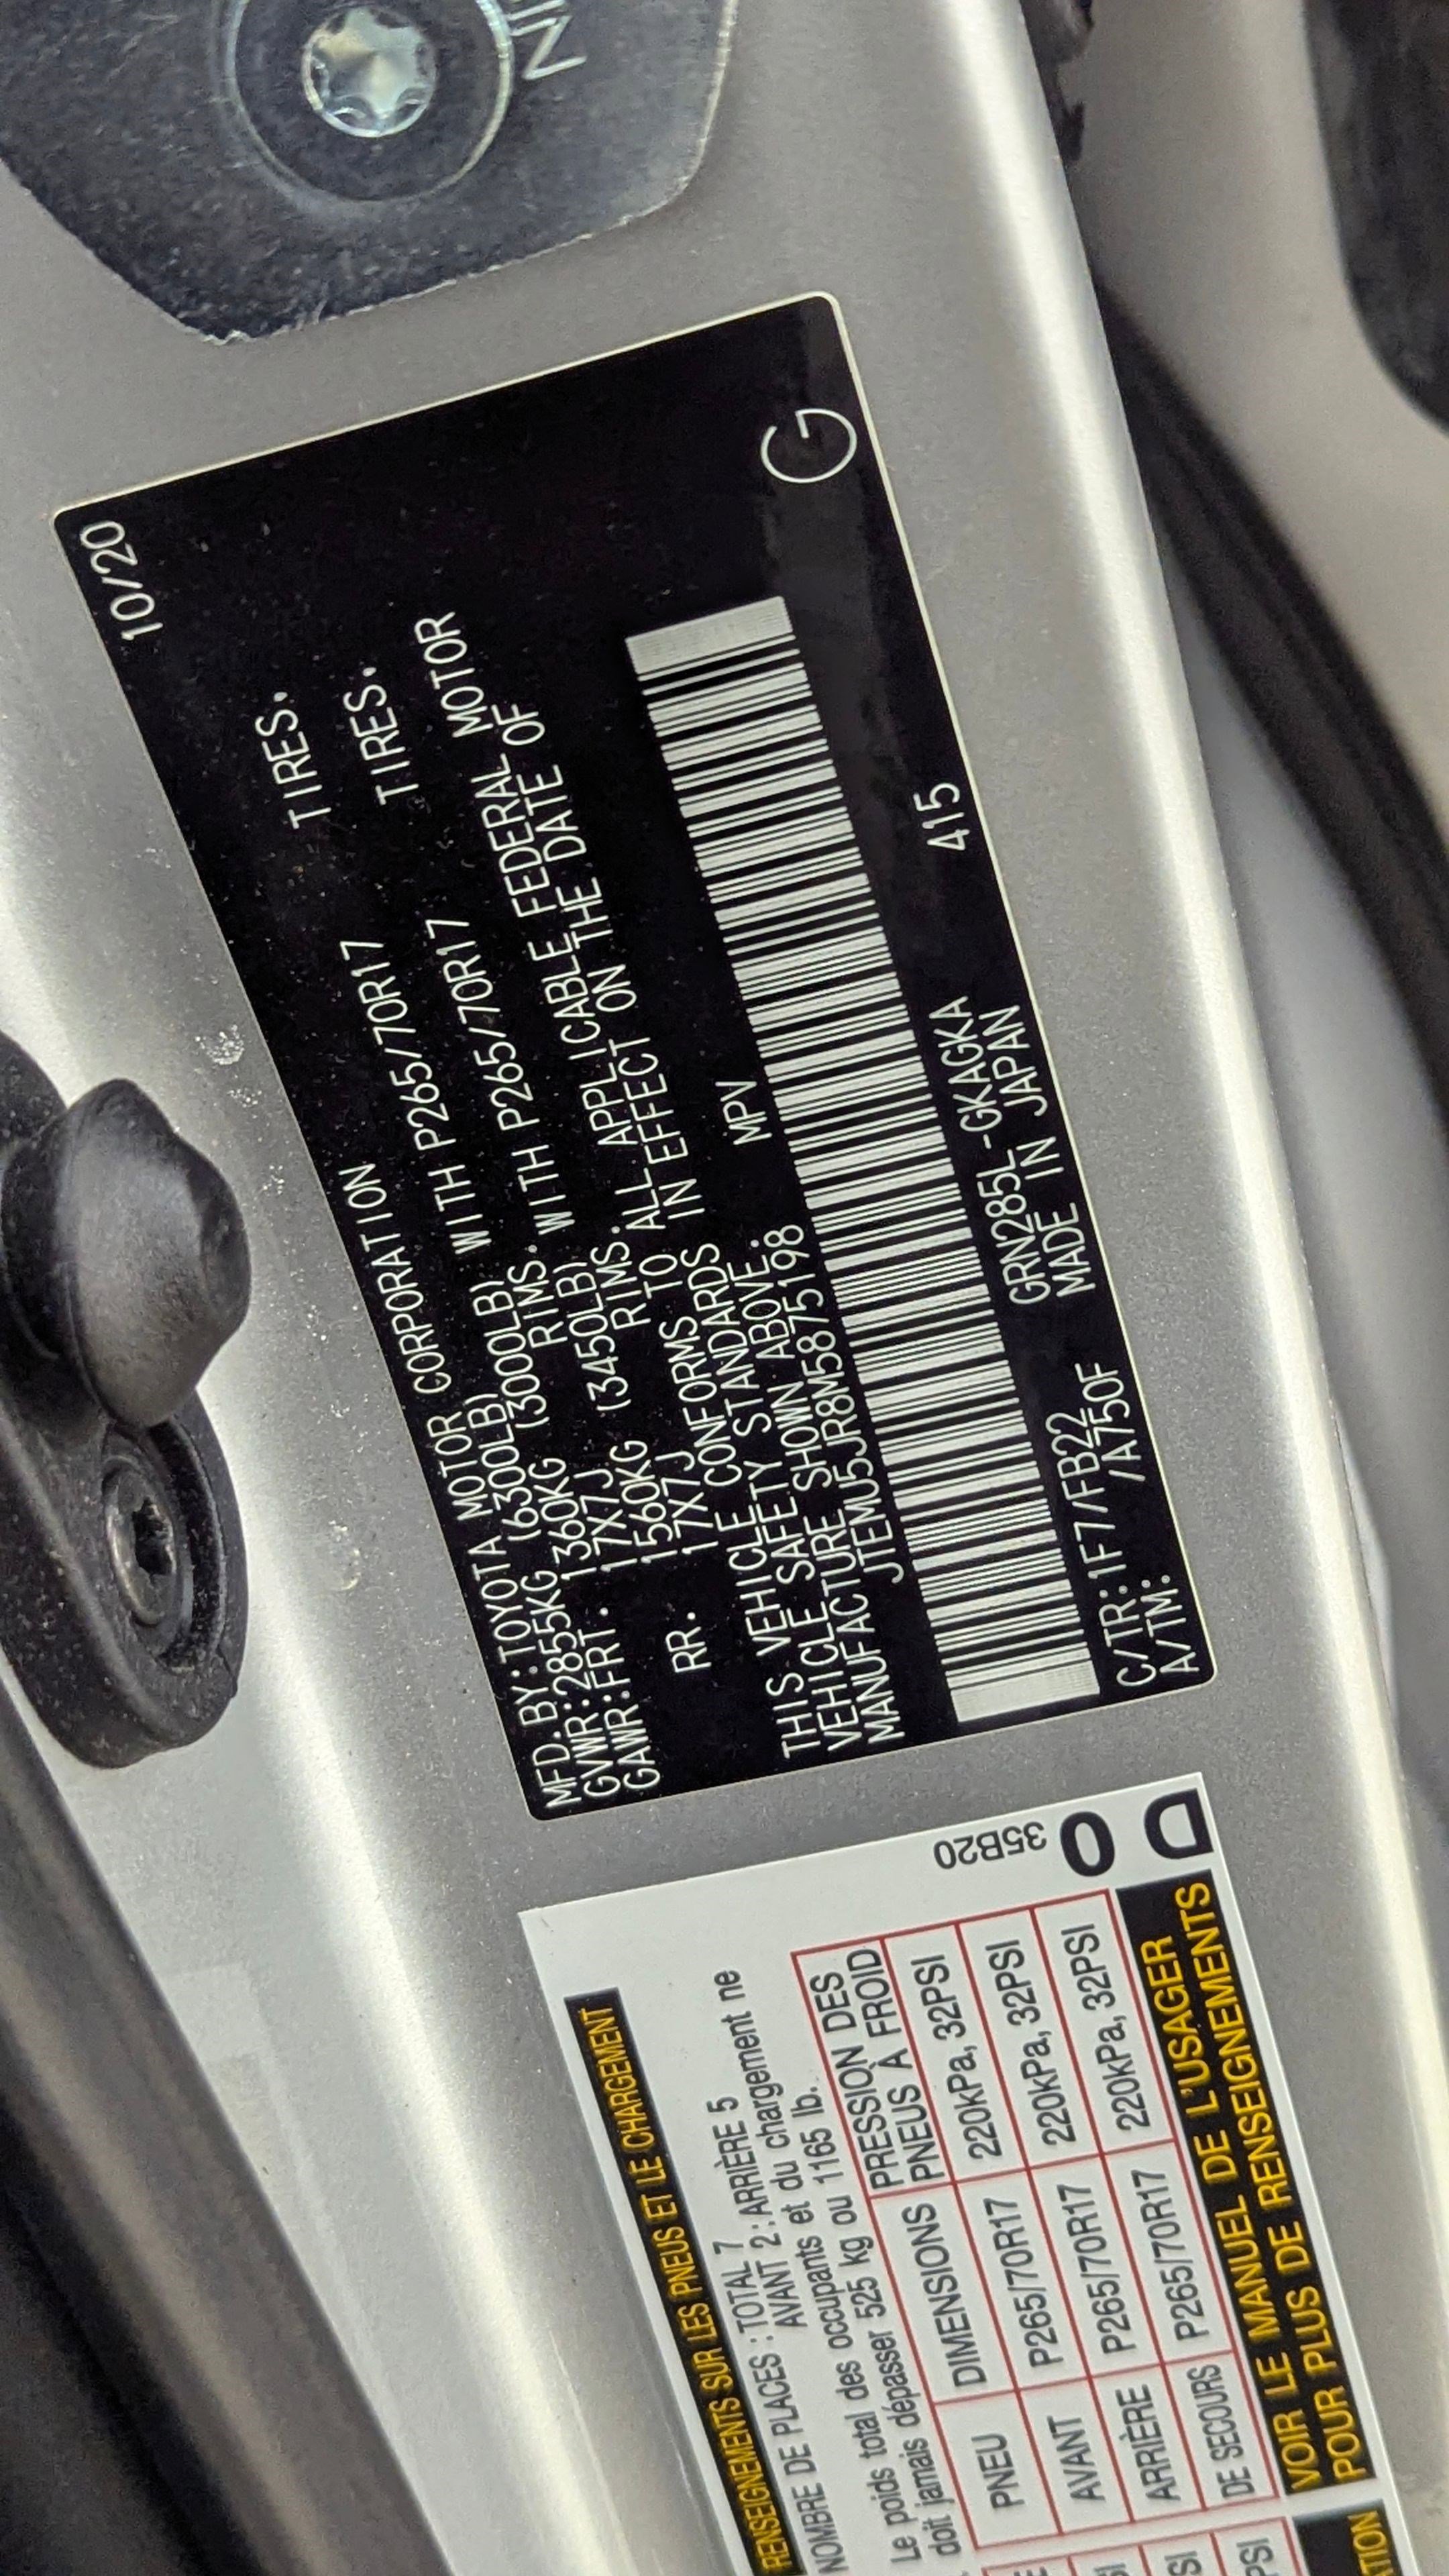 10/20
MFD. BY:TOYOTA MOTOR CORPORATION
GVWR:2855KG (6300LB)
GAWR:FRT. 1360KG (3000LB) WITH P265/70R17 TIRES.
17X7J RIMS. WITH P265/70R17 TIRES.
RR. 1560KG (3450LB) WITH P265/70R17 TIRES.
17X7J RIMS.
THIS VEHICLE CONFORMS TO ALL APPLICABLE FEDERAL MOTOR
VEHICLE SAFETY STANDARDS IN EFFECT ON THE DATE OF
MANUFACTURE SHOWN ABOVE.
JTEMU5JR8M5875198 MPV
G
415
C/TR:1F7/FB22 GRN285L-GKAGKA
A/TM: /A750F MADE IN JAPAN
RENSEIGNEMENTS SUR LES PNEUS ET LE CHARGEMENT
NOMBRE DE PLACES : TOTAL 7
AVANT 2 : ARRIÈRE 5
Le poids total des occupants et du chargement ne
doit jamais dépasser 525 kg ou 1165 lb.
PNEU DIMENSIONS PRESSION DES
PNEUS À FROID
AVANT P265/70R17 220kPa, 32PSI
ARRIÈRE P265/70R17 220kPa, 32PSI
DE SECOURS P265/70R17 220kPa, 32PSI
VOIR LE MANUEL DE L'USAGER
POUR PLUS DE RENSEIGNEMENTS
35B20
0
D